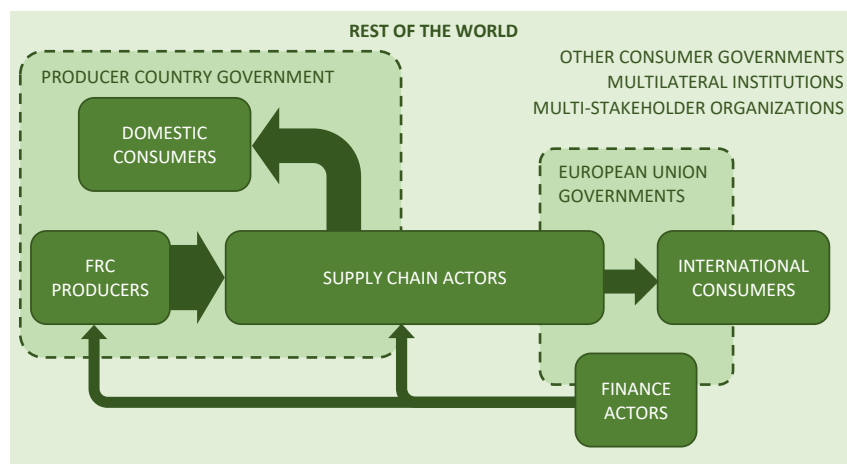 REST OF THE WORLD
OTHER CONSUMER GOVERNMENTS
MULTILATERAL INSTITUTIONS
MULTI-STAKEHOLDER ORGANIZATIONS
PRODUCER COUNTRY GOVERNMENT
DOMESTIC
CONSUMERS
EUROPEAN UNION
GOVERNMENTS
FRC
PRODUCERS
SUPPLY CHAIN ACTORS
INTERNATIONAL
CONSUMERS
FINANCE
ACTORS